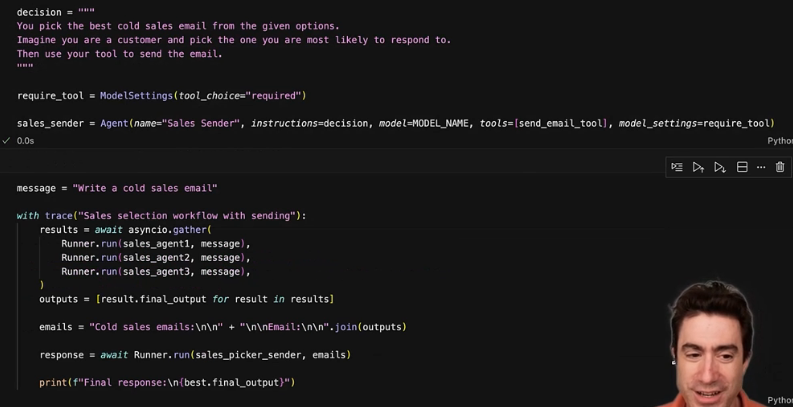 decision = """
You pick the best cold sales email from the given options.
Imagine you are a customer and pick the one you are most likely to respond to.
Then use your tool to send the email.
"""
require_tool = ModelSettings(tool_choice="required")
sales_sender = Agent(name="Sales Sender", instructions=decision, model=MODEL_NAME, tools=[send_email_tool], model_settings=require_tool)
0.0s
Pytho
message = "Write a cold sales email"
with trace("Sales selection workflow with sending"):
results = await asyncio.gather(
Runner.run(sales_agent1, message),
Runner.run(sales_agent2, message),
Runner.run(sales_agent3, message),
)
outputs = [result.final_output for result in results]
emails = "Cold sales emails:\n\n" + "\n\nEmail:\n\n".join(outputs)
response = await Runner.run(sales_picker_sender, emails)
print(f"Final response:\n{best.final_output}")
Pytho